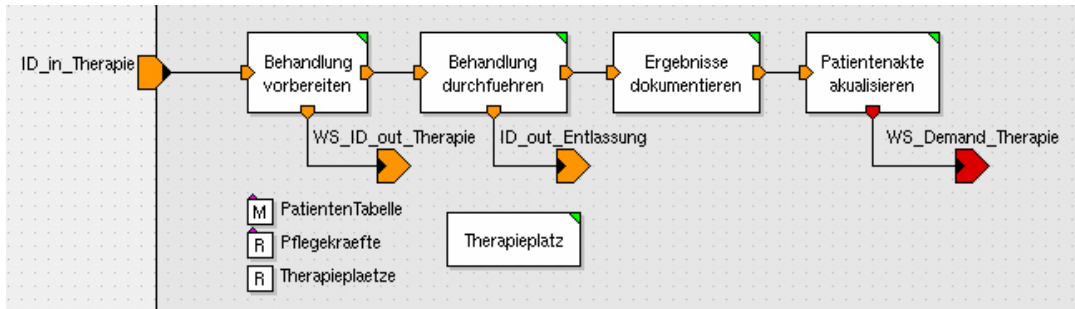 ID_in_Therapie
Behandlung
vorbereiten
Behandlung
durchfuehren
Ergebnisse
dokumentieren
Patientenakte
akualisieren
WS_ID_out_Therapie
ID_out_Entlassung
WS_Demand_Therapie
M PatientenTabelle
R Pflegekraefte
R Therapieplaetze
Therapieplatz